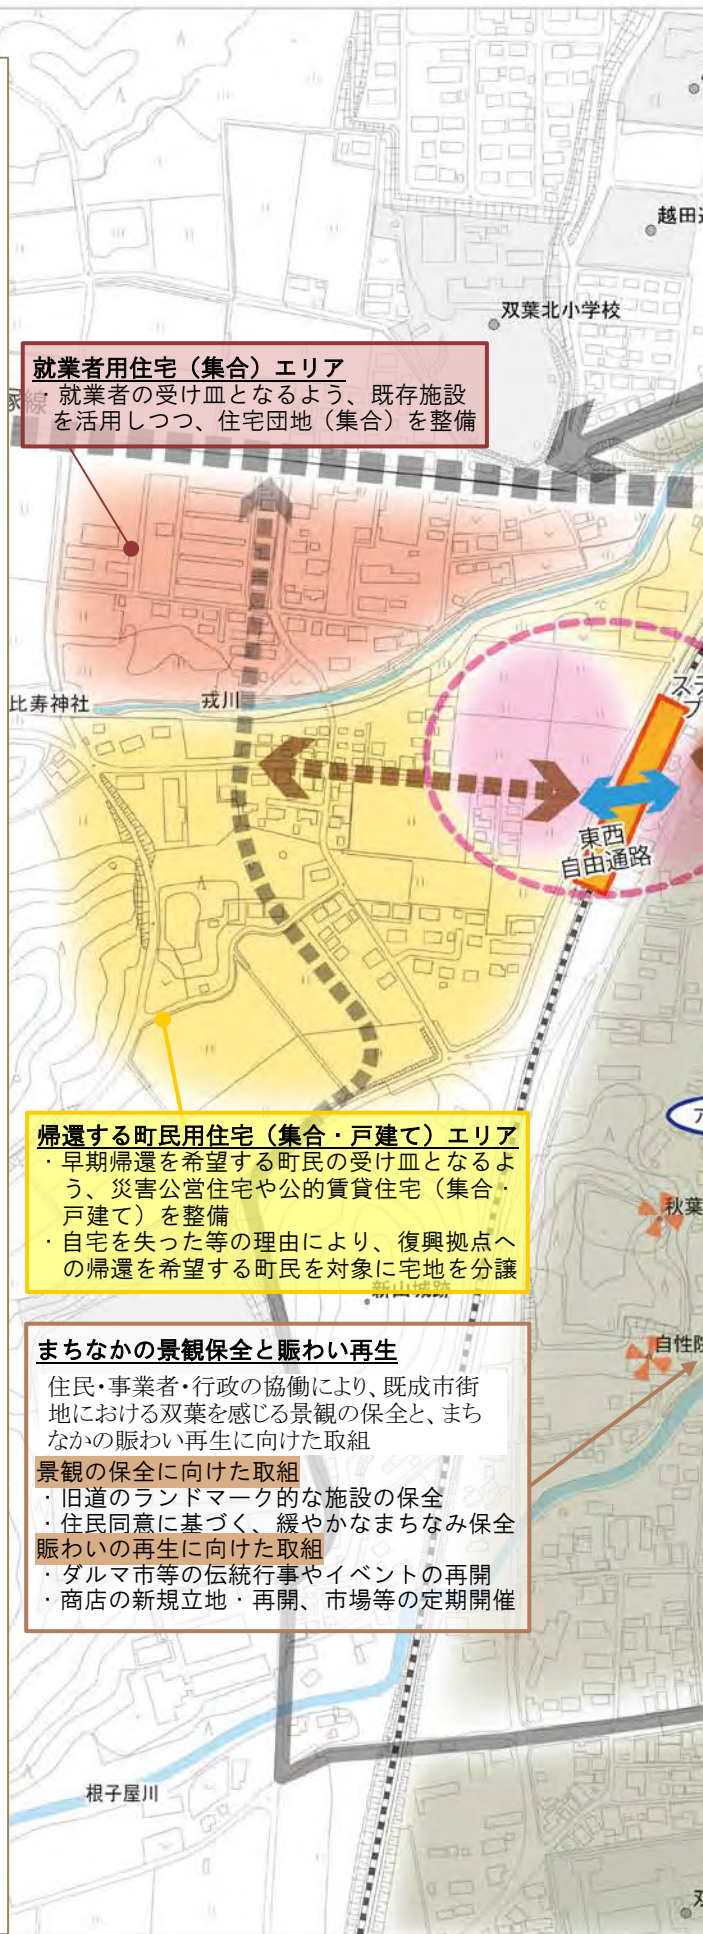 越田
双葉北小学校
就業者用住宅（集合）エリア
・就業者の受け皿となるよう、既存施設
を活用しつつ、住宅団地（集合）を整備
線
ステ
プ
比寿神社
戎川
東西
自由通路
ア
帰還する町民用住宅（集合・戸建て）エリア
・早期帰還を希望する町民の受け皿となるよ
う、災害公営住宅や公的賃貸住宅（集合・
戸建て）を整備
・自宅を失った等の理由により、復興拠点へ
の帰還を希望する町民を対象に宅地を分譲
秋葉
新山城跡
自性院
まちなかの景観保全と賑わい再生
住民・事業者・行政の協働により、既成市街
地における双葉を感じる景観の保全と、まち
なかの賑わい再生に向けた取組
景観の保全に向けた取組
・旧道のランドマーク的な施設の保全
・住民同意に基づく、緩やかなまちなみ保全
賑わいの再生に向けた取組
・ダルマ市等の伝統行事やイベントの再開
・商店の新規立地・再開、市場等の定期開催
根子屋川